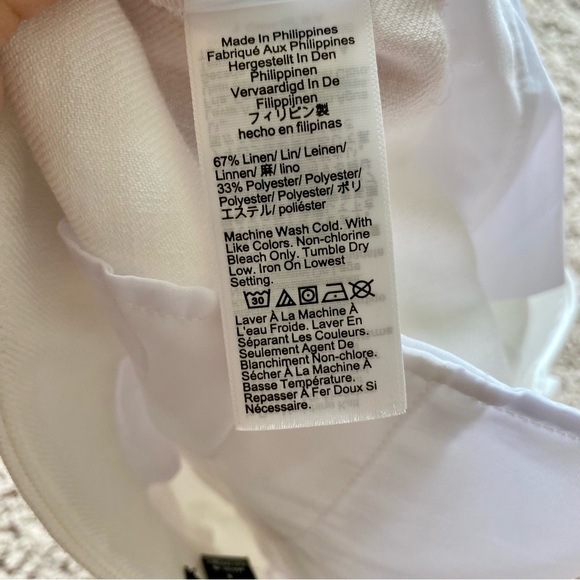 Made In Philippines
Fabriqué Aux Philippines
Hergestellt In Den
Philippinen
Vervaardigd In De
Filippijnen
フィリピン製
hecho en filipinas
67% Linen/ Lin/ Leinen/
Linnen/ 麻/ lino
33% Polyester/ Polyester/
Polyester/ Polyester/ ポリ
エステル/ poliéster
Machine Wash Cold. With
Like Colors. Non-chlorine
Bleach Only. Tumble Dry
Low. Iron On Lowest
Setting.
30
Laver À La Machine À
L'eau Froide. Laver En
Séparant Les Couleurs.
Seulement Agent De
Blanchiment Non-chlore.
Sécher À La Machine À
Basse Température.
Repasser À Fer Doux Si
Nécessaire.